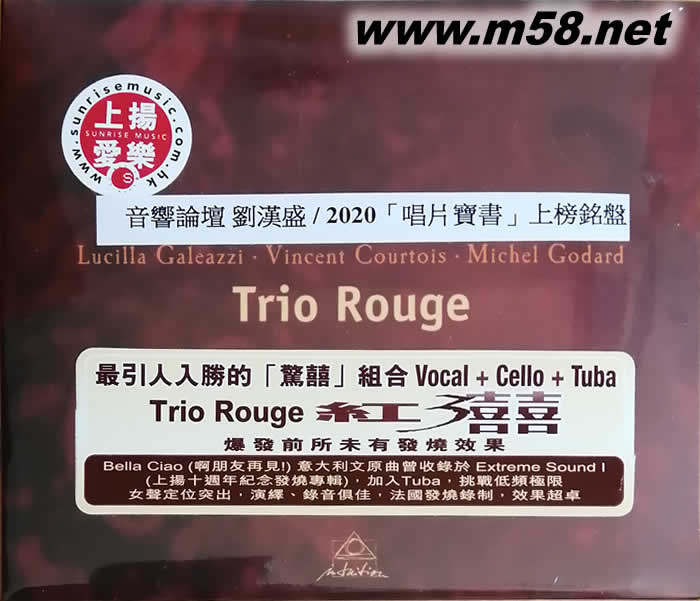 www.m58.net
www.sunrisemusic.com.hk
上揚
SUNRISE MUSIC
愛樂
S
音響論壇 劉漢盛 / 2020「唱片寶書」上榜銘盤
Lucilla Galeazzi · Vincent Courtois · Michel Godard
Trio Rouge
最引人入勝的「驚囍」組合 Vocal + Cello + Tuba
Trio Rouge 紅3囍
爆發前所未有發燒效果
Bella Ciao (啊朋友再見!) 意大利文原曲曾收錄於 Extreme Sound I
(上揚十週年紀念發燒專輯)，加入Tuba，挑戰低頻極限
女聲定位突出，演繹、錄音俱佳，法國發燒錄制，效果超卓
intuition